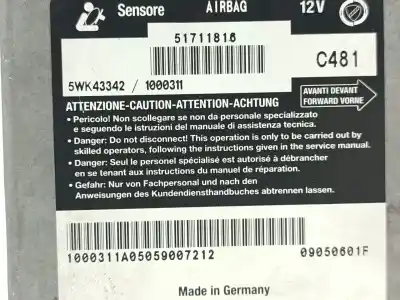 Sensore AIRBAG 12V
51711816
C481
5WK43342 / 1000311
AVANTI DEVANT
FORWARD VORNE
ATTENZIONE-CAUTION-ATTENTION-ACHTUNG
• Pericolo! Non scollegare se non da personale specializzato
e seguendo le istruzioni del manuale di assistenza tecnica.
• Danger: Do not disconnect! This operation is only to be carried out by
skilled operators, following the instructions given in the service manual.
• Danger: Seul le personel spécialisé est autorisé à débrancher
en se tenant aux instructions du manuel de réparation.
• Gefahr: Nur von Fachpersonal und nach den
Anweisungen des Kundendiensthandbuches abtrennen lassen.
1000311A05059007212 09050601F
Made in Germany